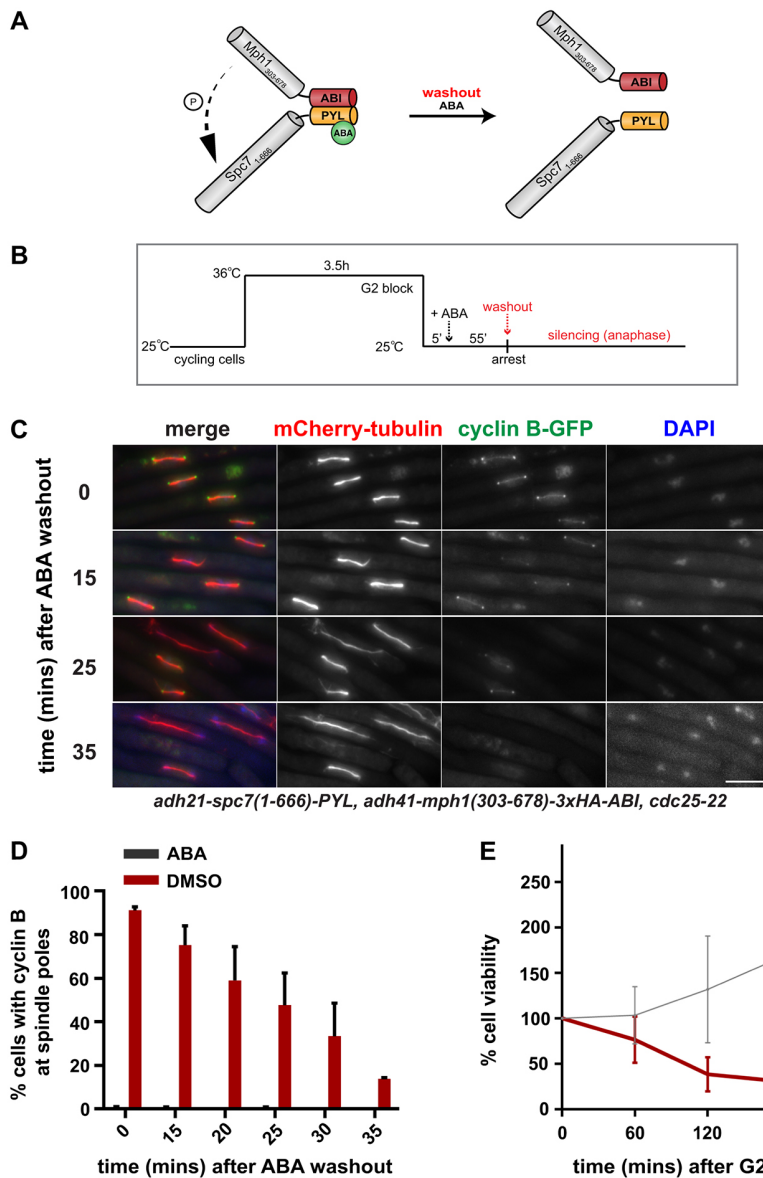 A
Mph1 303-678
ABI
PYL
ABA
P
Spc7 1-666
washout
ABA
Mph1 303-678
ABI
PYL
Spc7 1-666
B
36°C
3.5h
G2 block
+ ABA
washout
5'
55'
silencing (anaphase)
25°C
cycling cells
25°C
arrest
C
merge
mCherry-tubulin
cyclin B-GFP
DAPI
time (mins) after ABA washout
0
15
25
35
adh21-spc7(1-666)-PYL, adh41-mph1(303-678)-3xHA-ABI, cdc25-22
D
ABA
DMSO
% cells with cyclin B
at spindle poles
100
80
60
40
20
0
0
15
20
25
30
35
time (mins) after ABA washout
E
% cell viability
250
200
150
100
50
0
0
60
120
time (mins) after G2